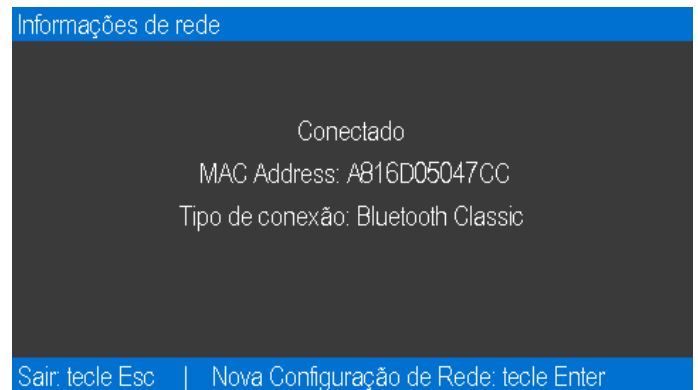 Informações de rede
Conectado
MAC Address: A816D05047CC
Tipo de conexão: Bluetooth Classic
Sair: tecle Esc | Nova Configuração de Rede: tecle Enter